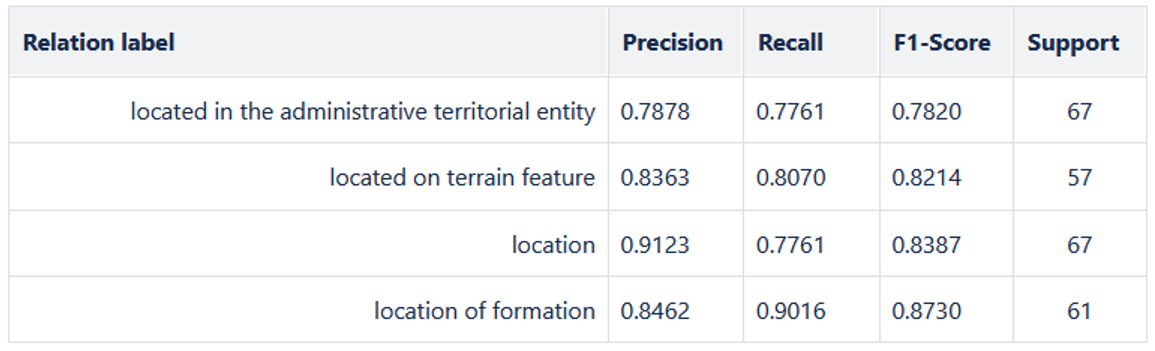 Relation label Precision Recall F1-Score Support
located in the administrative territorial entity 0.7878 0.7761 0.7820 67
located on terrain feature 0.8363 0.8070 0.8214 57
location 0.9123 0.7761 0.8387 67
location of formation 0.8462 0.9016 0.8730 61